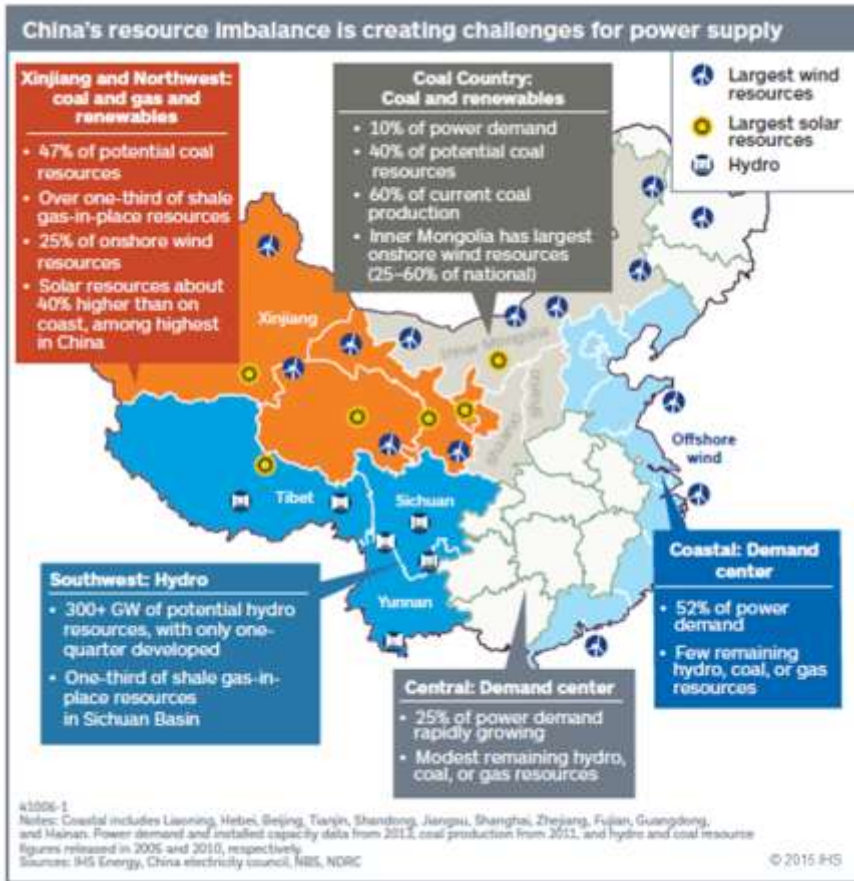 China's resource imbalance is creating challenges for power supply
Xinjiang and Northwest:
coal and gas and
renewables
• 47% of potential coal
resources
• Over one-third of shale
gas-in-place resources
• 25% of onshore wind
resources
• Solar resources about
40% higher than on
coast, among highest
in China
Coal Country:
Coal and renewables
• 10% of power demand
• 40% of potential coal
resources
• 60% of current coal
production
• Inner Mongolia has largest
onshore wind resources
(25–60% of national)
Largest wind
resources
Largest solar
resources
Hydro
Xinjiang
Inner Mongolia
Shaanxi
Shanxi
Offshore
wind
Tibet
Sichuan
Yunnan
Southwest: Hydro
• 300+ GW of potential hydro
resources, with only one-
quarter developed
• One-third of shale gas-in-
place resources
in Sichuan Basin
Coastal: Demand
center
• 52% of power
demand
• Few remaining
hydro, coal, or gas
resources
Central: Demand center
• 25% of power demand
rapidly growing
• Modest remaining hydro,
coal, or gas resources
41006-1
Notes: Coastal includes Liaoning, Hebei, Beijing, Tianjin, Shandong, Jiangsu, Shanghai, Zhejiang, Fujian, Guangdong,
and Hainan. Power demand and installed capacity data from 2013, coal production from 2011, and hydro and coal resource
figures released in 2005 and 2010, respectively.
Sources: IHS Energy, China electricity council, NBS, NDRC
© 2015 IHS